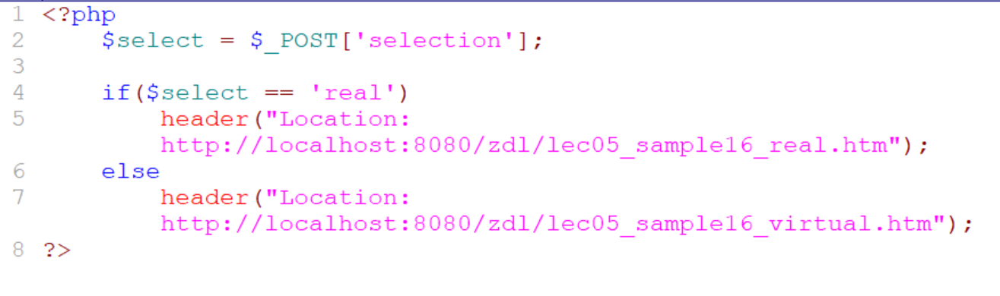 1 <?php
2 $select = $_POST['selection'];
3
4 if($select == 'real')
5 header("Location:
http://localhost:8080/zdl/lec05_sample16_real.htm");
6 else
7 header("Location:
http://localhost:8080/zdl/lec05_sample16_virtual.htm");
8 ?>